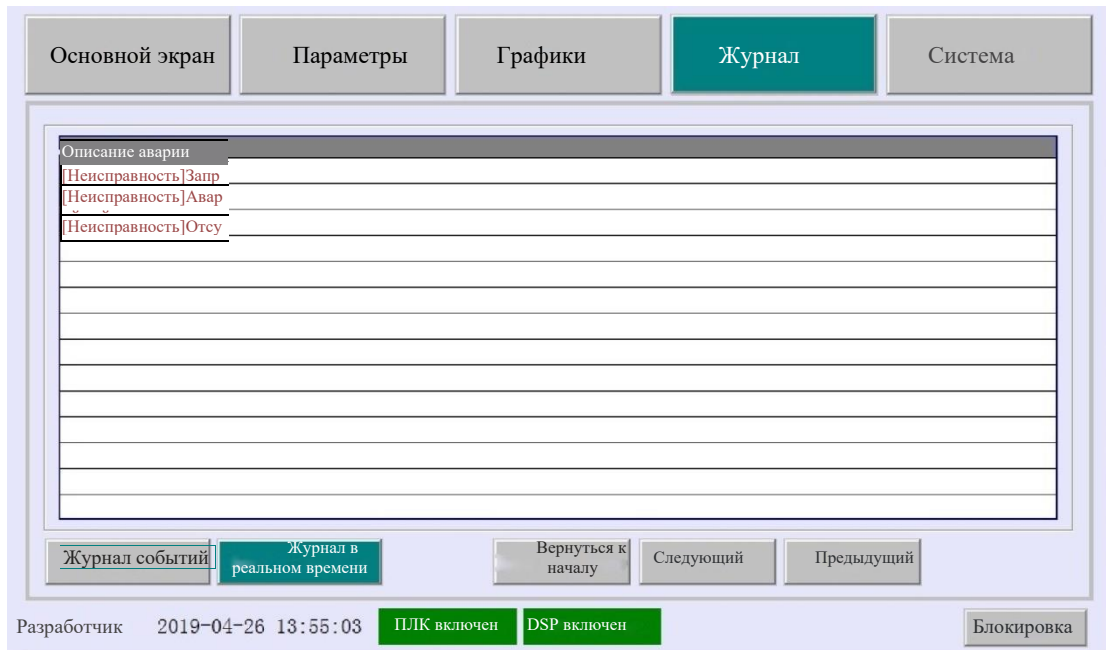 Основной экран
Параметры
Графики
Журнал
Система
Описание аварии
[Неисправность]Запр
[Неисправность]Авар
[Неисправность]Отсу
Журнал событий
Журнал в
реальном времени
Вернуться к
началу
Следующий
Предыдущий
Разработчик
2019-04-26 13:55:03
ПЛК включен
DSP включен
Блокировка